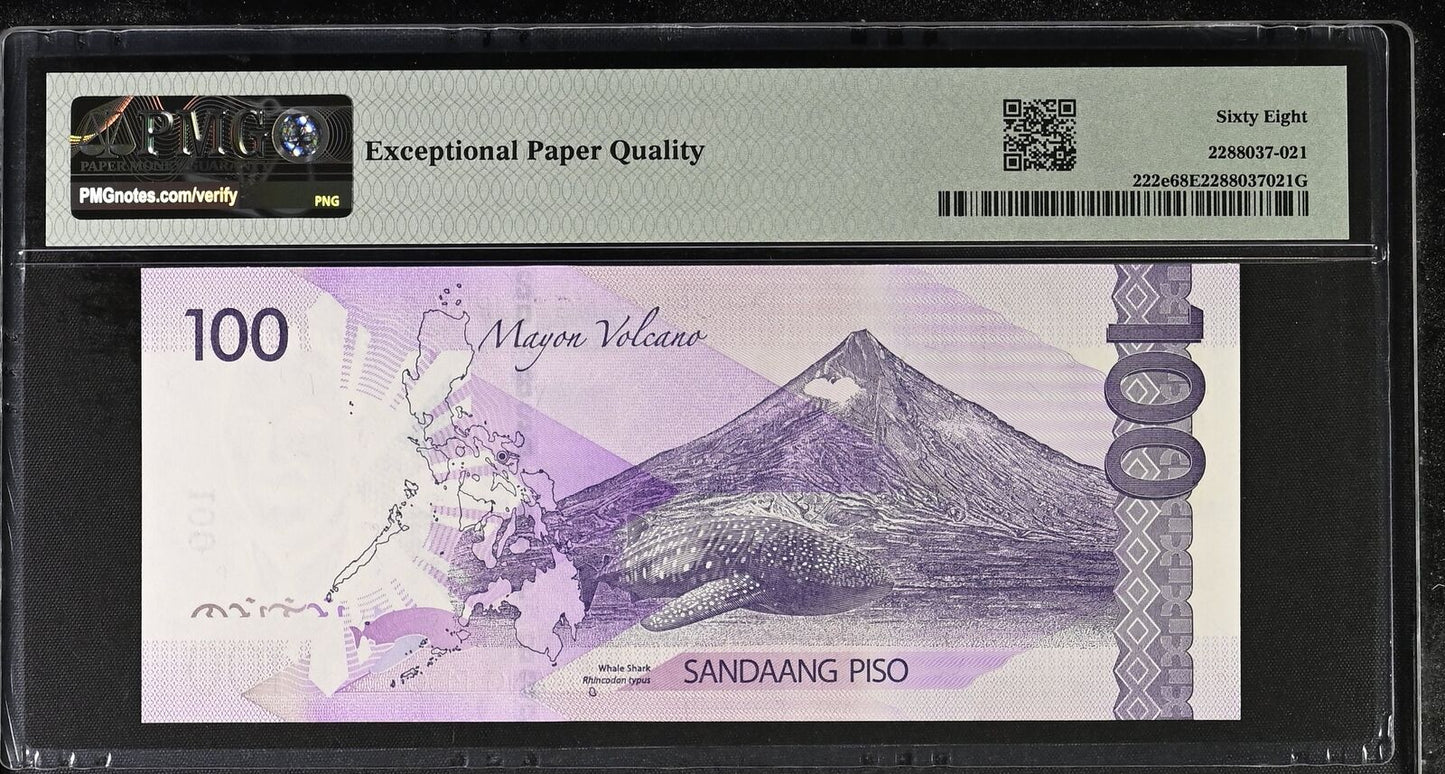 PMG
PAPER MONEY GUARANTY
PMGnotes.com/verify
PNG
Exceptional Paper Quality
Sixty Eight
2288037-021
222e68E2288037021G
100
Mayon Volcano
100
100
Whale Shark
Rhincodon typus
SANDAANG PISO